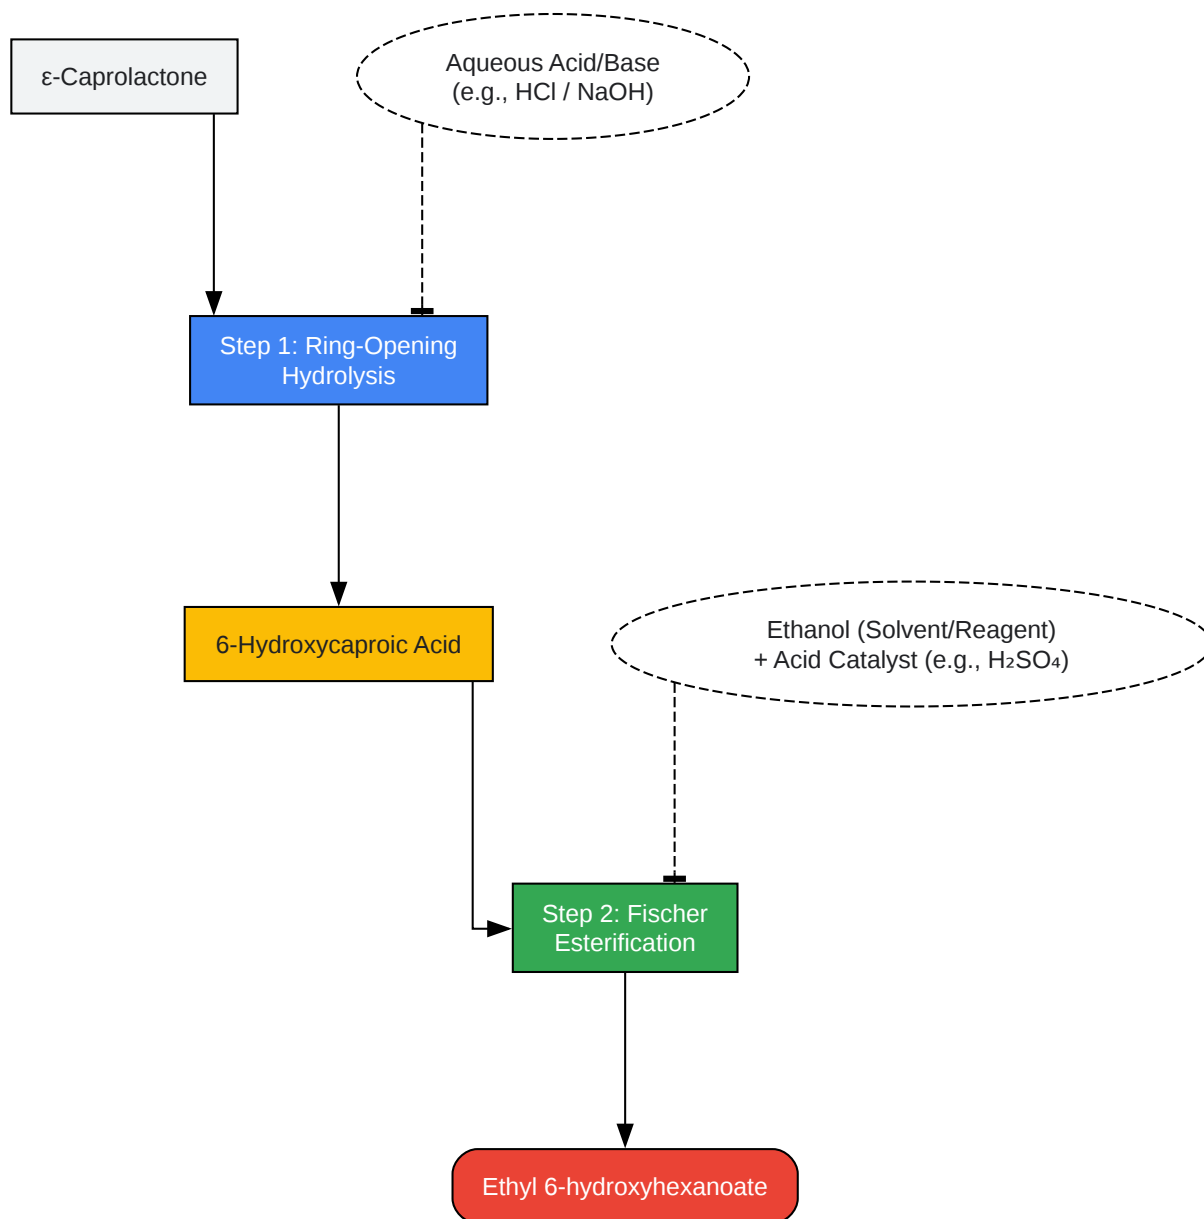 ε-Caprolactone
Aqueous Acid/Base
(e.g., HCl / NaOH)
Step 1: Ring-Opening
Hydrolysis
6-Hydroxycaproic Acid
Ethanol (Solvent/Reagent)
+ Acid Catalyst (e.g., H₂SO₄)
Step 2: Fischer
Esterification
Ethyl 6-hydroxyhexanoate